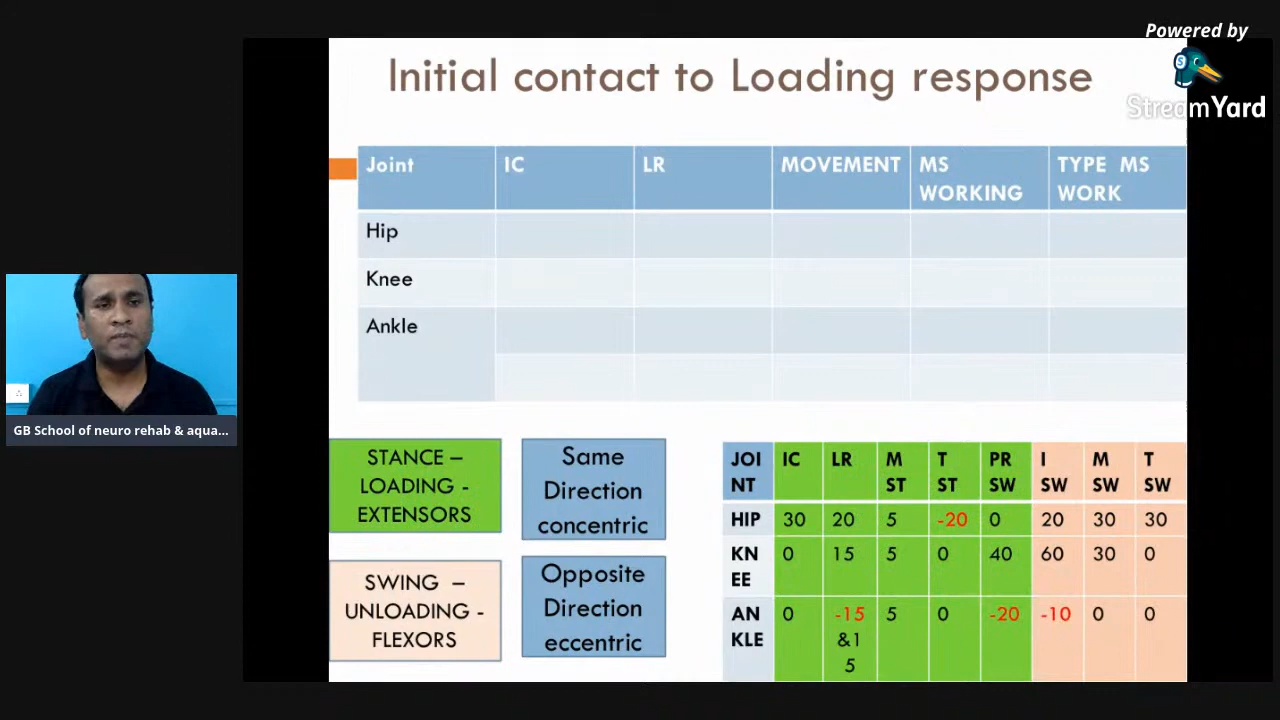 Powered by
StreamYard
Initial contact to Loading response
Joint IC LR MOVEMENT MS WORKING TYPE MS WORK
Hip
Knee
Ankle
GB School of neuro rehab & aqua...
STANCE –
LOADING -
EXTENSORS
Same
Direction
concentric
SWING –
UNLOADING -
FLEXORS
Opposite
Direction
eccentric
JOI NT IC LR M ST T ST PR SW I SW M SW T SW
HIP 30 20 5 -20 0 20 30 30
KN EE 0 15 5 0 40 60 30 0
AN KLE 0 -15 &1 5 5 0 -20 -10 0 0